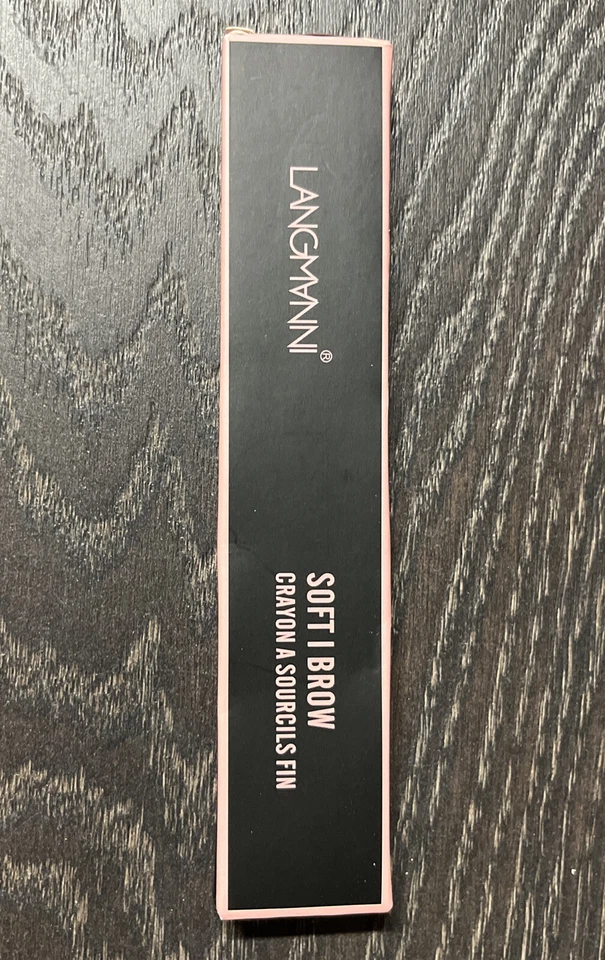 LANGMANNI®
SOFT I BROW
CRAYON A SOURCILS FIN